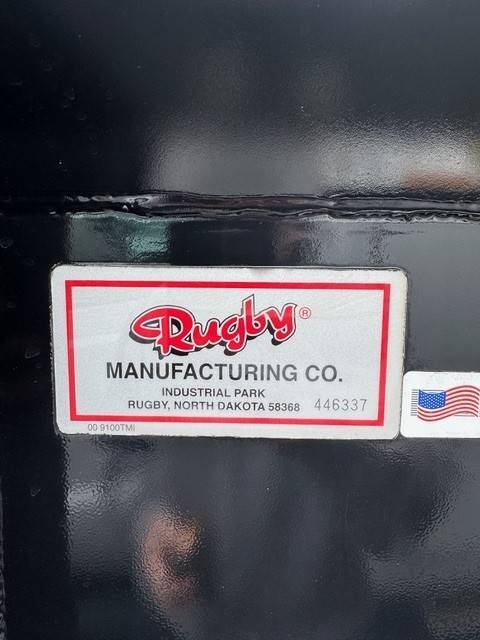 Rugby®
MANUFACTURING CO.
INDUSTRIAL PARK
RUGBY, NORTH DAKOTA 58368 446337
00 9100TMI